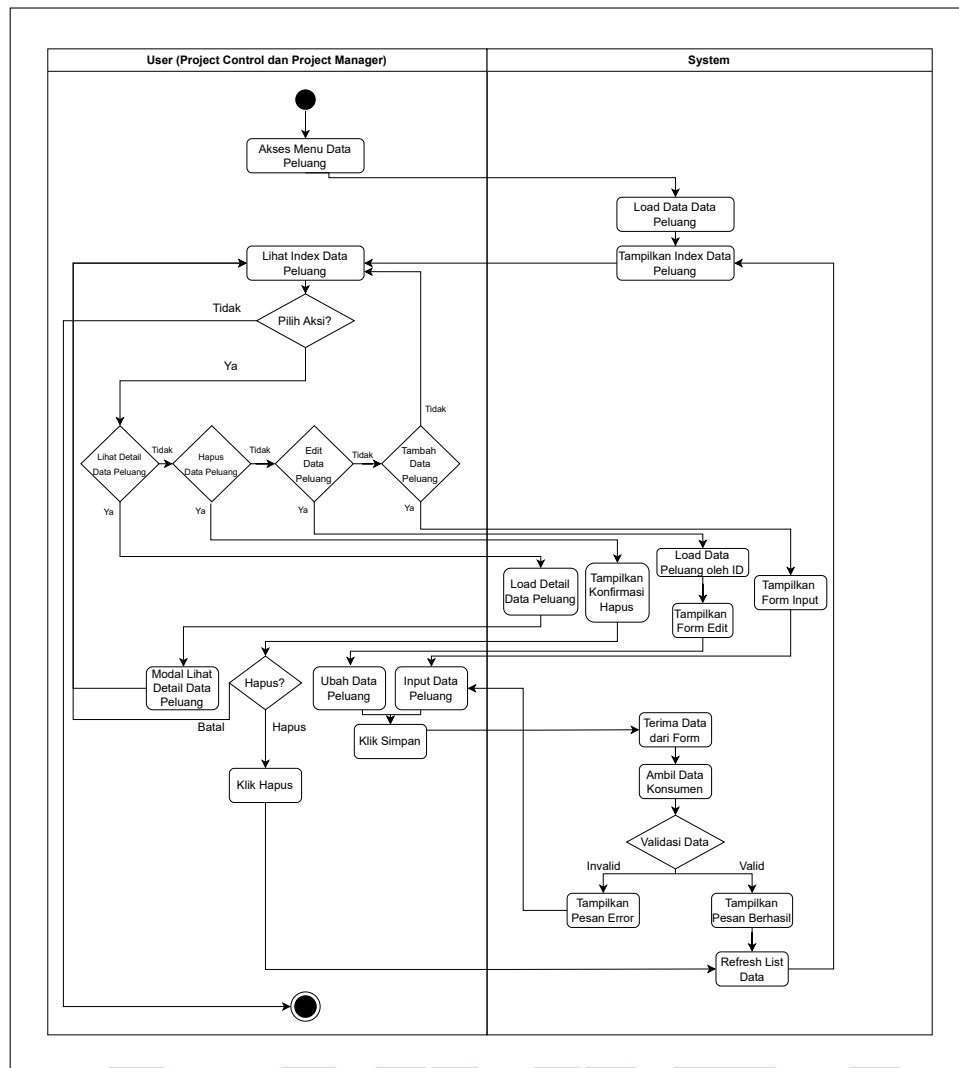 User (Project Control dan Project Manager)
System
Akses Menu Data
Peluang
Load Data Data
Peluang
Lihat Index Data
Peluang
Tampilkan Index Data
Peluang
Tidak
Pilih Aksi?
Ya
Tidak
Lihat Detail
Data Peluang
Tidak
Hapus
Data Peluang
Tidak
Edit
Data
Peluang
Tidak
Tambah
Data
Peluang
Ya
Ya
Ya
Ya
Load Detail
Data Peluang
Tampilkan
Konfirmasi
Hapus
Load Data
Peluang oleh ID
Tampilkan
Form Edit
Tampilkan
Form Input
Modal Lihat
Detail Data
Peluang
Hapus?
Ubah Data
Peluang
Input Data
Peluang
Batal
Hapus
Klik Simpan
Terima Data
dari Form
Klik Hapus
Ambil Data
Konsumen
Validasi Data
Invalid
Valid
Tampilkan
Pesan Error
Tampilkan
Pesan Berhasil
Refresh List
Data